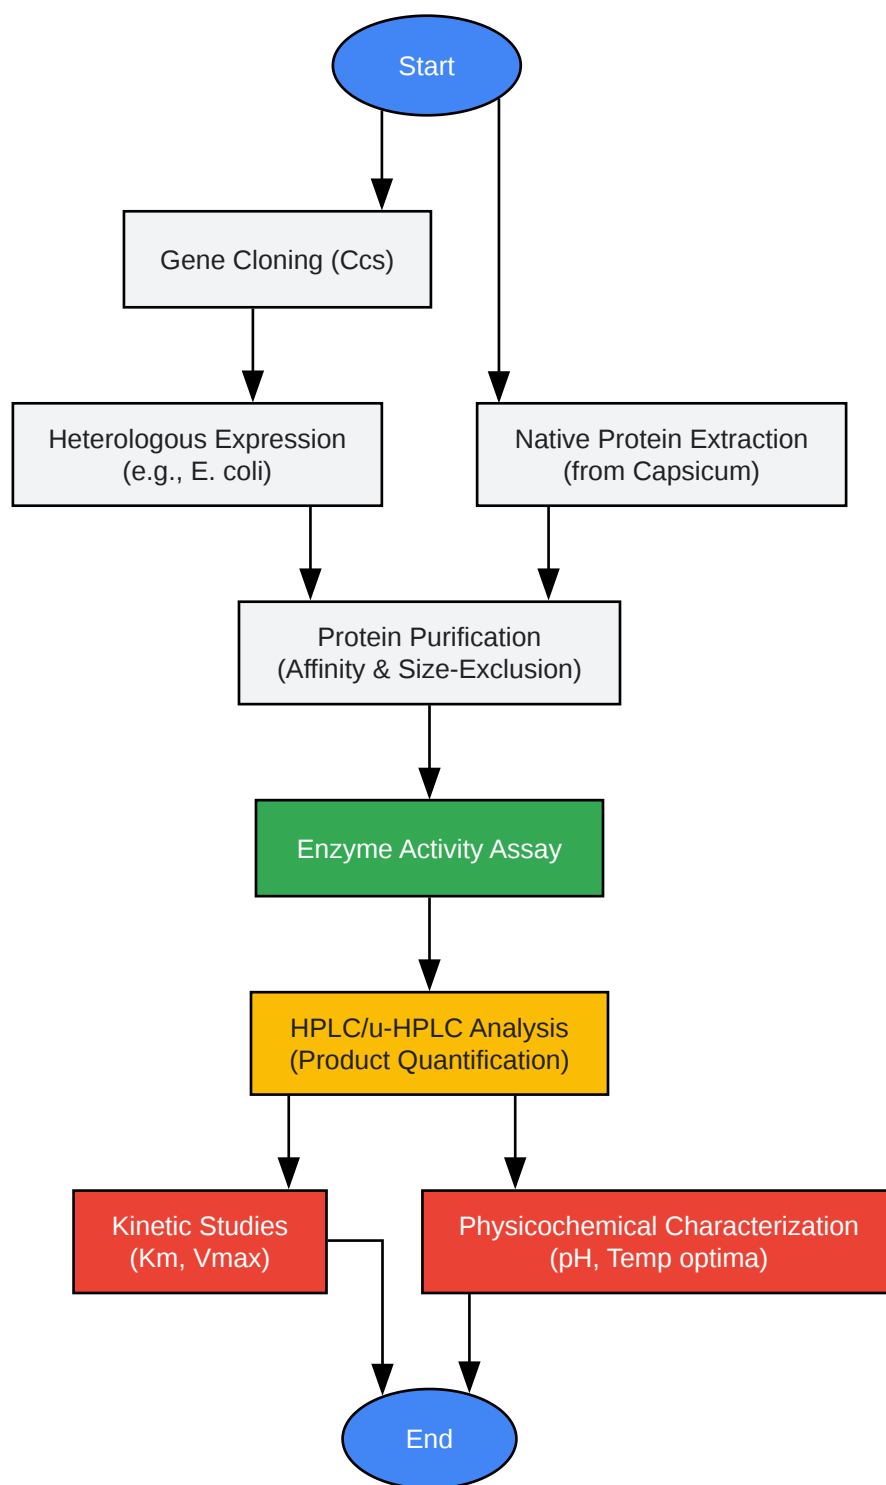 Start
Gene Cloning (Ccs)
Heterologous Expression
(e.g., E. coli)
Native Protein Extraction
(from Capsicum)
Protein Purification
(Affinity & Size-Exclusion)
Enzyme Activity Assay
HPLC/u-HPLC Analysis
(Product Quantification)
Kinetic Studies
(Km, Vmax)
Physicochemical Characterization
(pH, Temp optima)
End